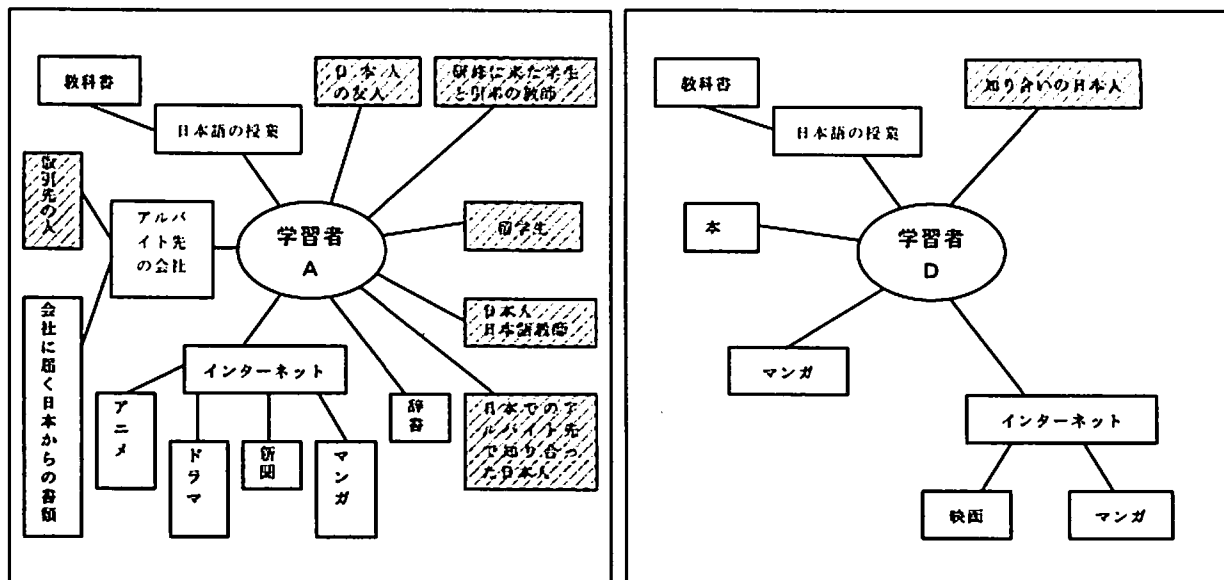 教科書
日本語の授業
日本人
の友人
研修に来た学生
と引率の教師
取引先の人
アルバ
イト先
の会社
学習者
A
留学生
日本人
日本語教師
会社に届く日本からの書類
インターネット
アニメ
ドラマ
新聞
マンガ
辞書
日本でのア
ルバイト先
で知り合っ
た日本人
教科書
日本語の授業
知り合いの日本人
本
学習者
D
マンガ
インターネット
映画
マンガ